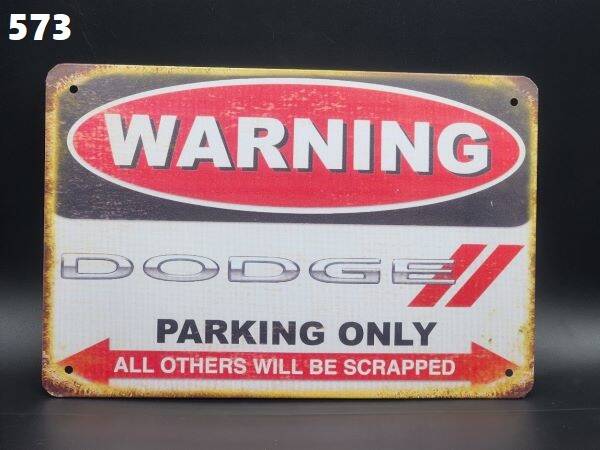 573
WARNING
DODGE
PARKING ONLY
ALL OTHERS WILL BE SCRAPPED